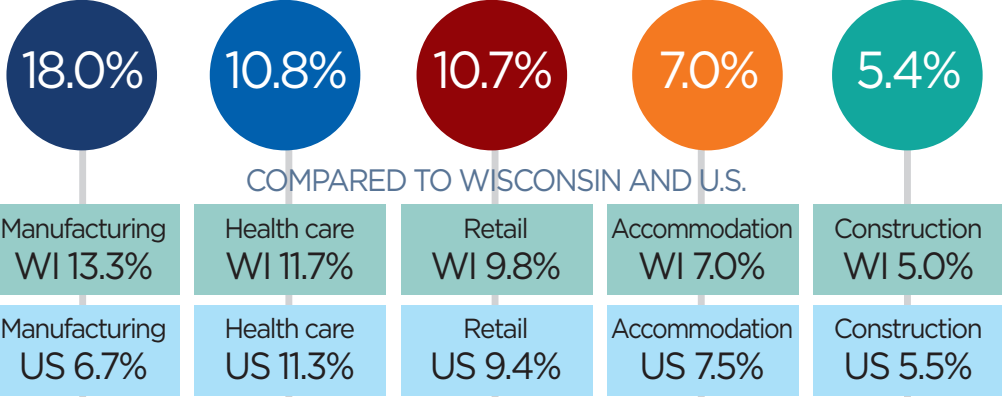 18.0% 10.8% 10.7% 7.0% 5.4%
COMPARED TO WISCONSIN AND U.S.
Manufacturing Health care Retail Accommodation Construction
WI 13.3% WI 11.7% WI 9.8% WI 7.0% WI 5.0%
Manufacturing Health care Retail Accommodation Construction
US 6.7% US 11.3% US 9.4% US 7.5% US 5.5%